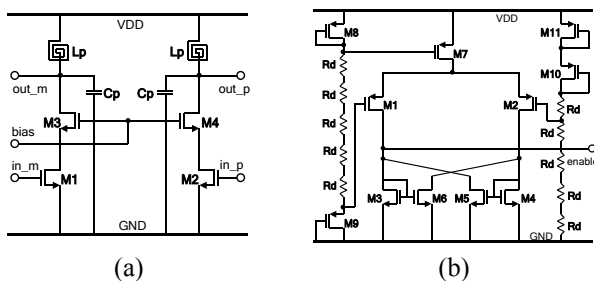 VDD
Lp
Lp
out_m
Cp
Cp
out_p
M3
M4
bias
in_m
in_p
M1
M2
GND
(a)
M8
VDD
M11
M7
Rd
M10
Rd
M1
M2
Rd
Rd
Rd
Rd
enable
Rd
Rd
M3
M6
M5
M4
Rd
Rd
M9
Rd
GND
(b)